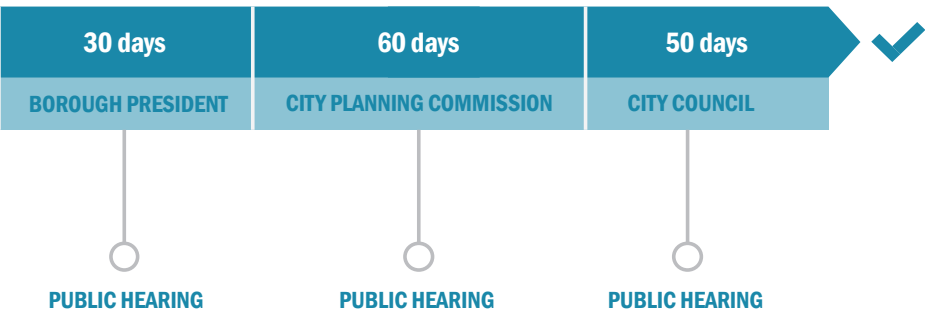 30 days
60 days
50 days
BOROUGH PRESIDENT
CITY PLANNING COMMISSION
CITY COUNCIL
PUBLIC HEARING
PUBLIC HEARING
PUBLIC HEARING